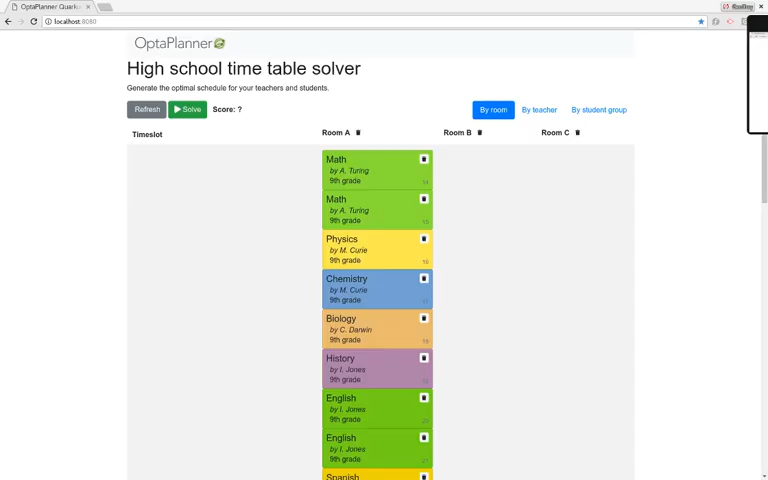 OptaPlanner Quark
localhost:8080
OptaPlanner
High school time table solver
Generate the optimal schedule for your teachers and students.
Refresh
Solve
Score: ?
By room
By teacher
By student group
Timeslot
Room A
Room B
Room C
Math
by A. Turing
9th grade
14
Math
by A. Turing
9th grade
15
Physics
by M. Curie
9th grade
16
Chemistry
by M. Curie
9th grade
Biology
by C. Darwin
9th grade
History
by I. Jones
9th grade
English
by I. Jones
9th grade
20
English
by I. Jones
9th grade
21
Spanish